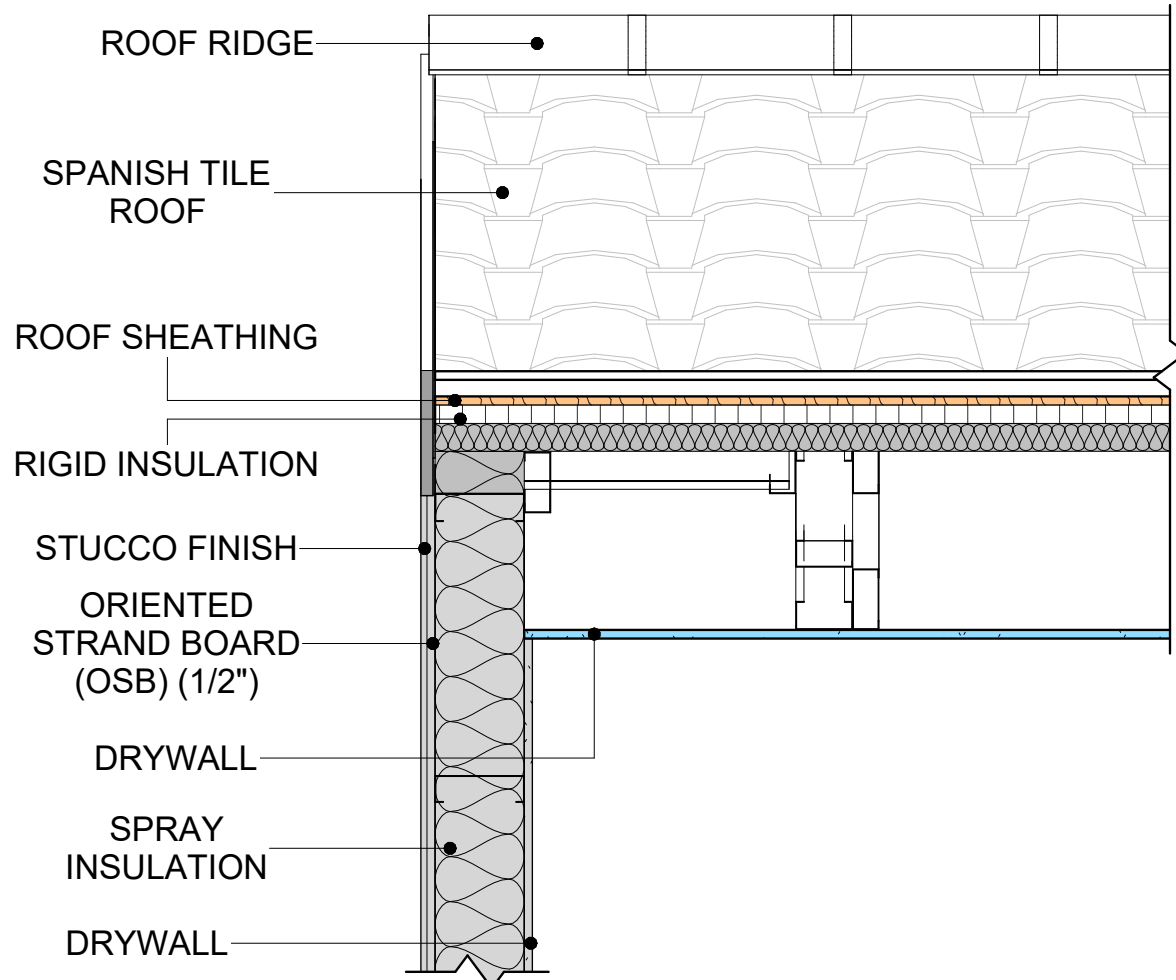 ROOF RIDGE
SPANISH TILE
ROOF
ROOF SHEATHING
RIGID INSULATION
STUCCO FINISH
ORIENTED
STRAND BOARD
(OSB) (1/2")
DRYWALL
SPRAY
INSULATION
DRYWALL